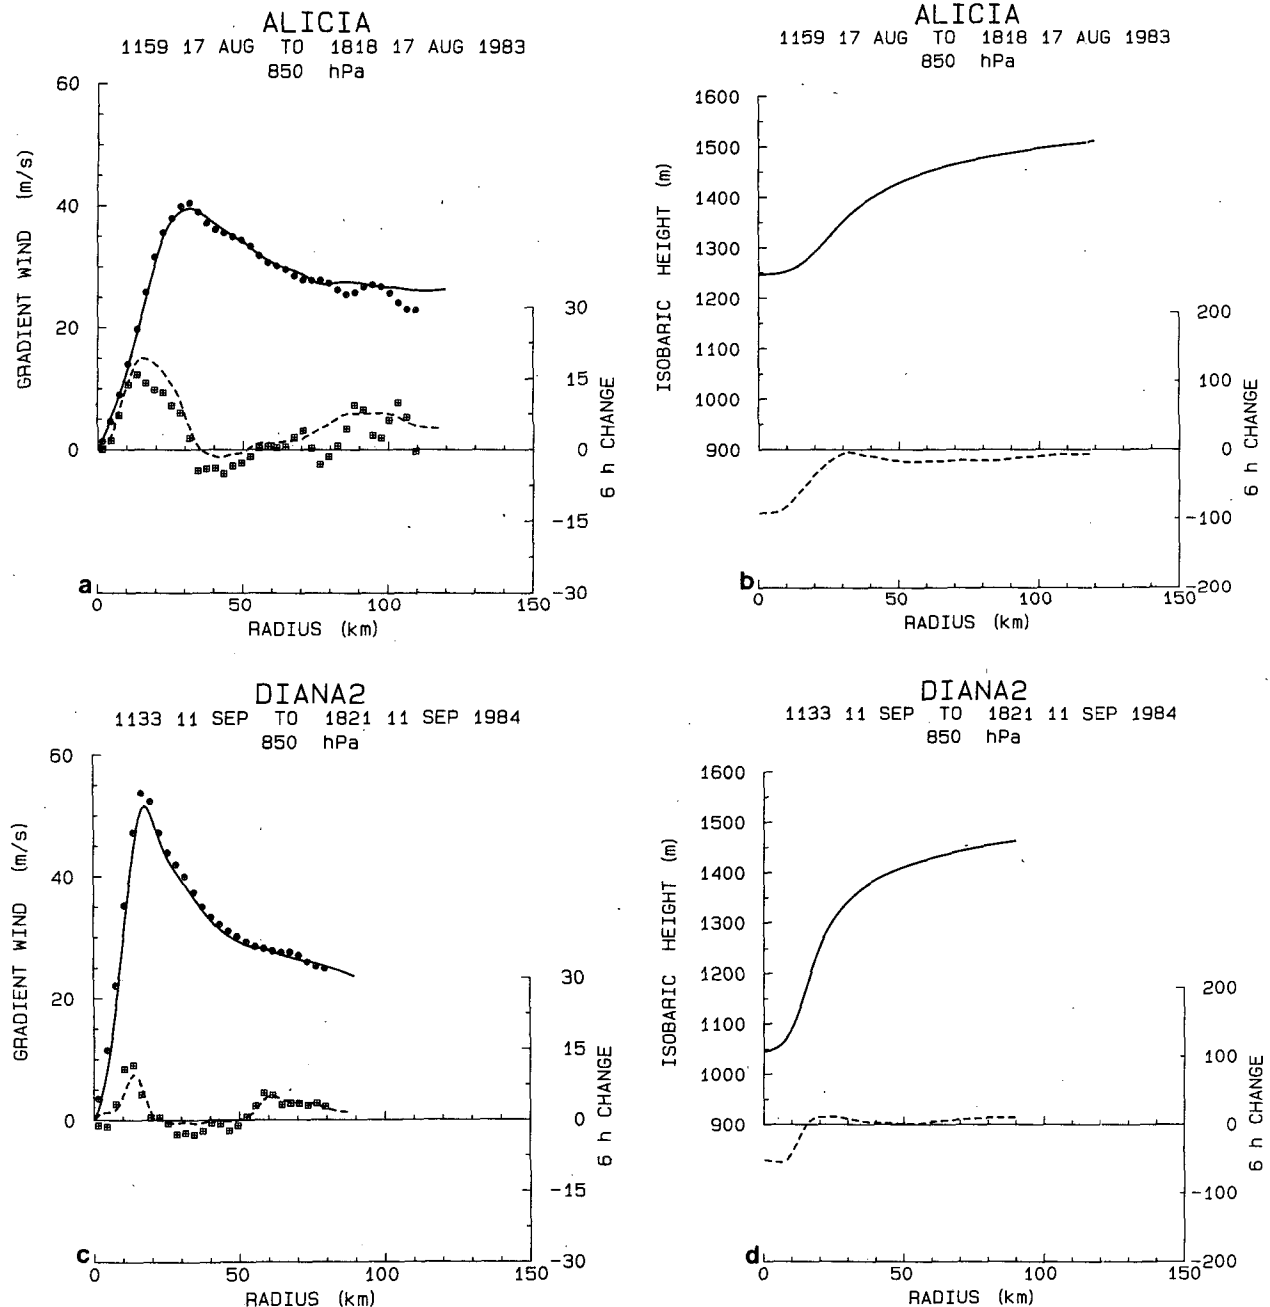 ALICIA
1159 17 AUG TO 1818 17 AUG 1983
850 hPa
60
40
20
0
GRADIENT WIND (m/s)
30
15
0
-15
-30
6 h CHANGE
a
0
50
100
150
RADIUS (km)
ALICIA
1159 17 AUG TO 1818 17 AUG 1983
850 hPa
1600
1500
1400
1300
1200
1100
1000
900
ISOBARIC HEIGHT (m)
200
100
0
-100
-200
6 h CHANGE
b
0
50
100
150
RADIUS (km)
DIANA2
1133 11 SEP TO 1821 11 SEP 1984
850 hPa
60
40
20
0
GRADIENT WIND (m/s)
30
15
0
-15
-30
6 h CHANGE
c
0
50
100
150
RADIUS (km)
DIANA2
1133 11 SEP TO 1821 11 SEP 1984
850 hPa
1600
1500
1400
1300
1200
1100
1000
900
ISOBARIC HEIGHT (m)
200
100
0
-100
-200
6 h CHANGE
d
0
50
100
150
RADIUS (km)